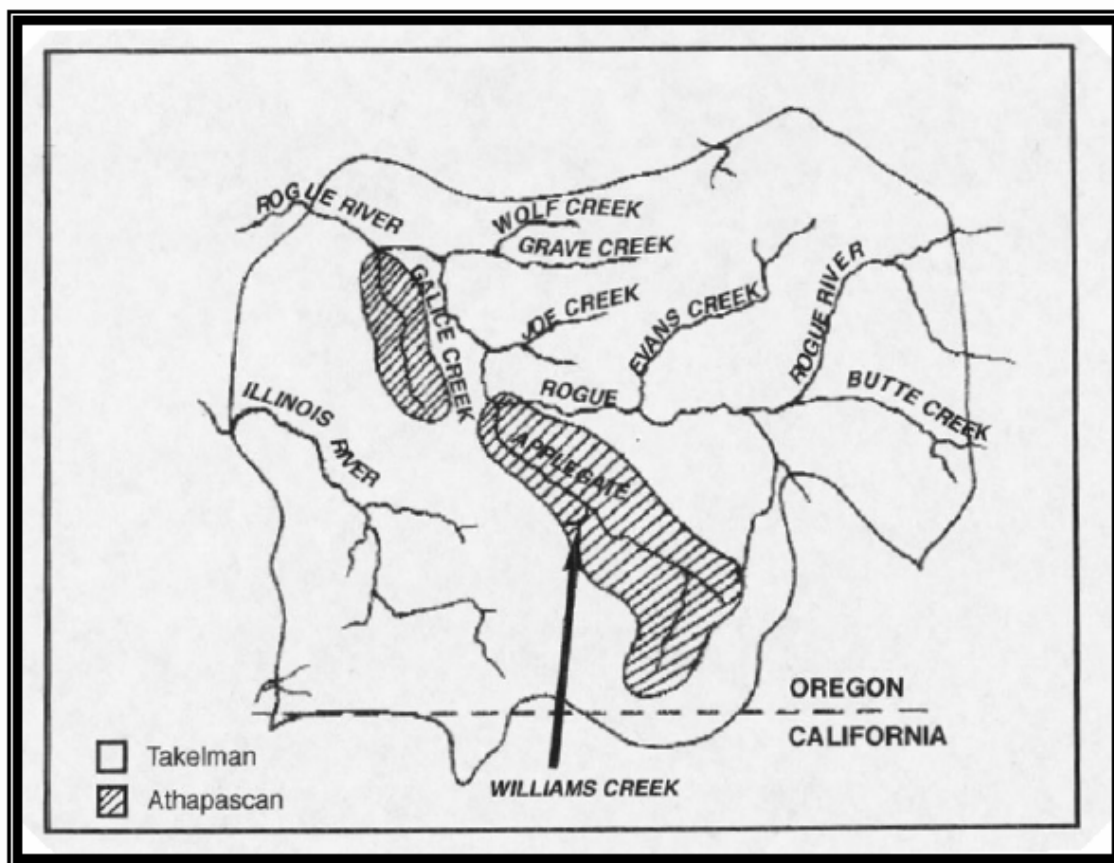 ROGUE RIVER
WOLF CREEK
GRAVE CREEK
GALICE CREEK
JOE CREEK
EVANS CREEK
ROGUE RIVER
ROGUE
BUTTE CREEK
ILLINOIS RIVER
APPLEGATE
OREGON
CALIFORNIA
WILLIAMS CREEK
Takelman
Athapascan